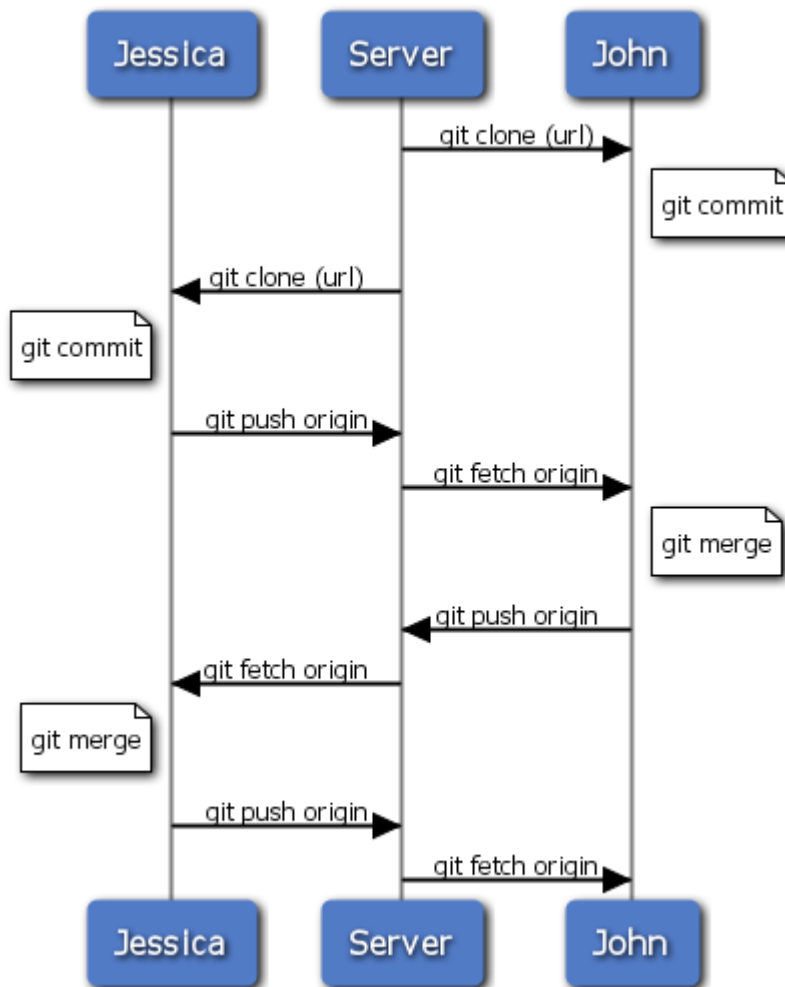 Jessica
Server
John
git clone (url)
git commit
git clone (url)
git commit
git push origin
git fetch origin
git merge
git push origin
git fetch origin
git merge
git push origin
git fetch origin
Jessica
Server
John